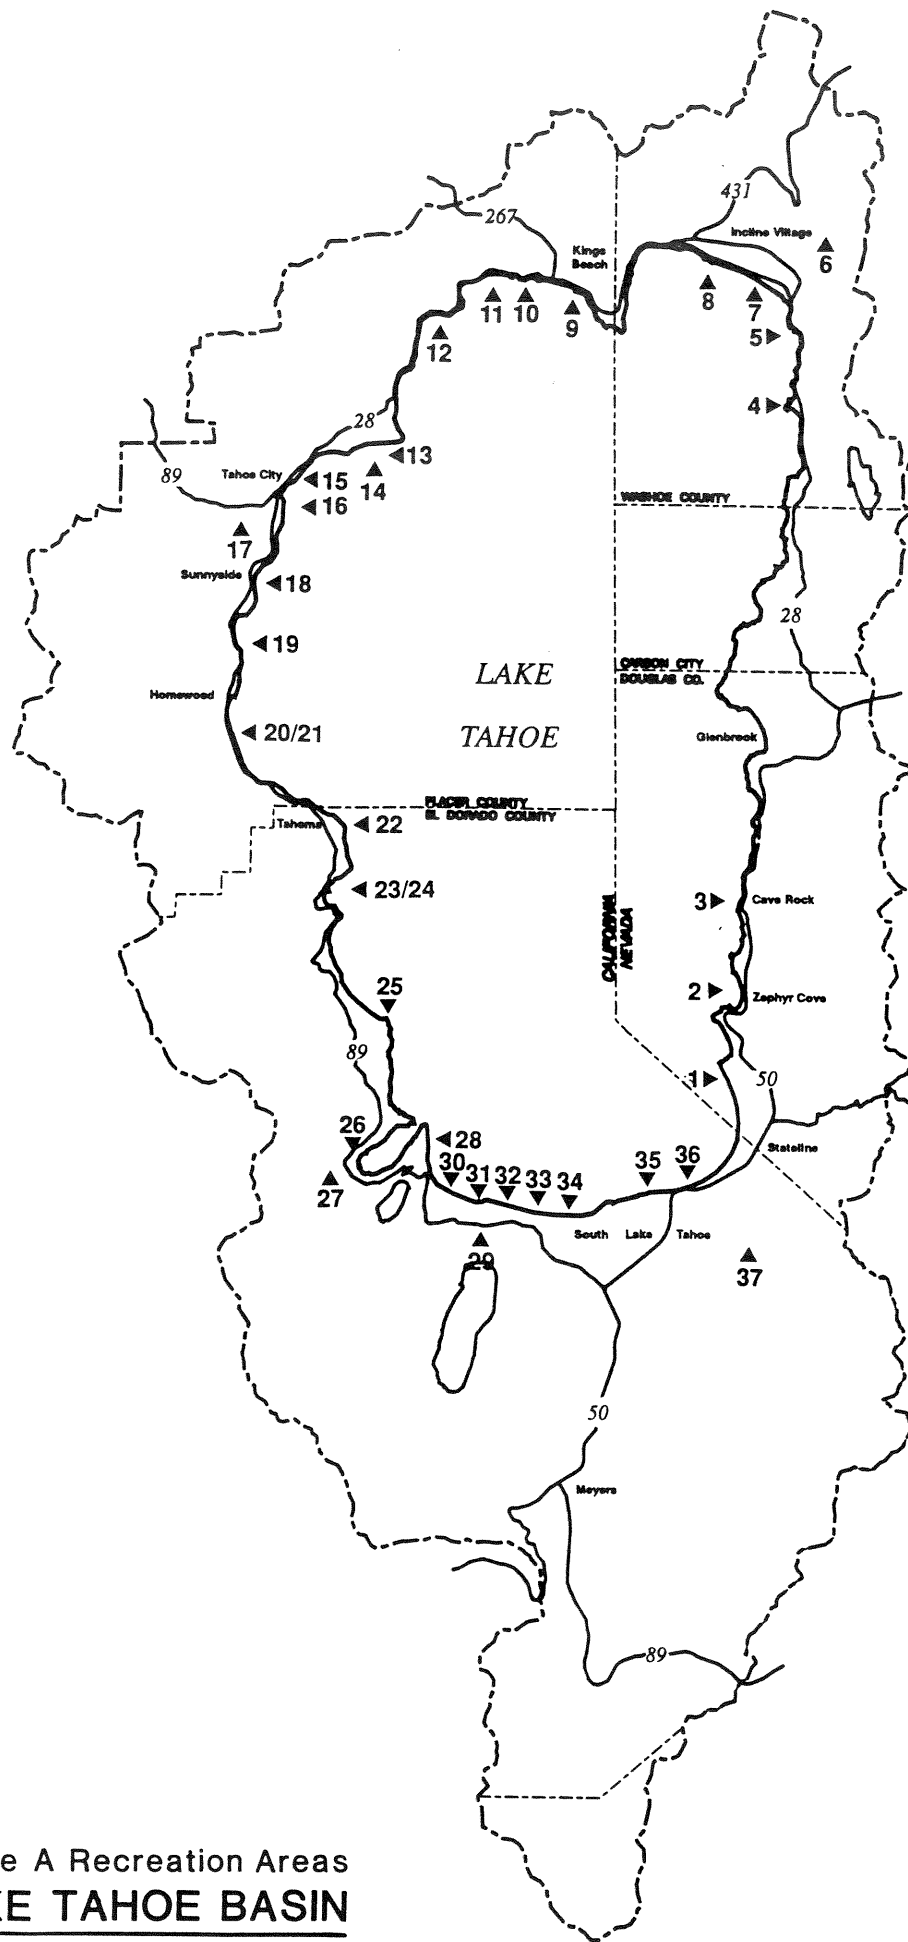 431
267
Incline Village
Kings
Beach
6
8
7
11
10
9
5
12
4
28
13
89
Tahoe City
15
14
16
WASHOE COUNTY
17
Sunnyside
18
28
19
LAKE
CARSON CITY
DOUGLAS CO.
Homewood
20/21
TAHOE
Glenbrook
PLACER COUNTY
EL DORADO COUNTY
Tahoma
22
23/24
3
Cave Rock
CALIFORNIA
NEVADA
25
2
Zephyr Cove
89
1
50
26
28
Stateline
30
31
32
33
34
35
36
27
South Lake Tahoe
29
37
50
Meyers
89
e A Recreation Areas
KE TAHOE BASIN